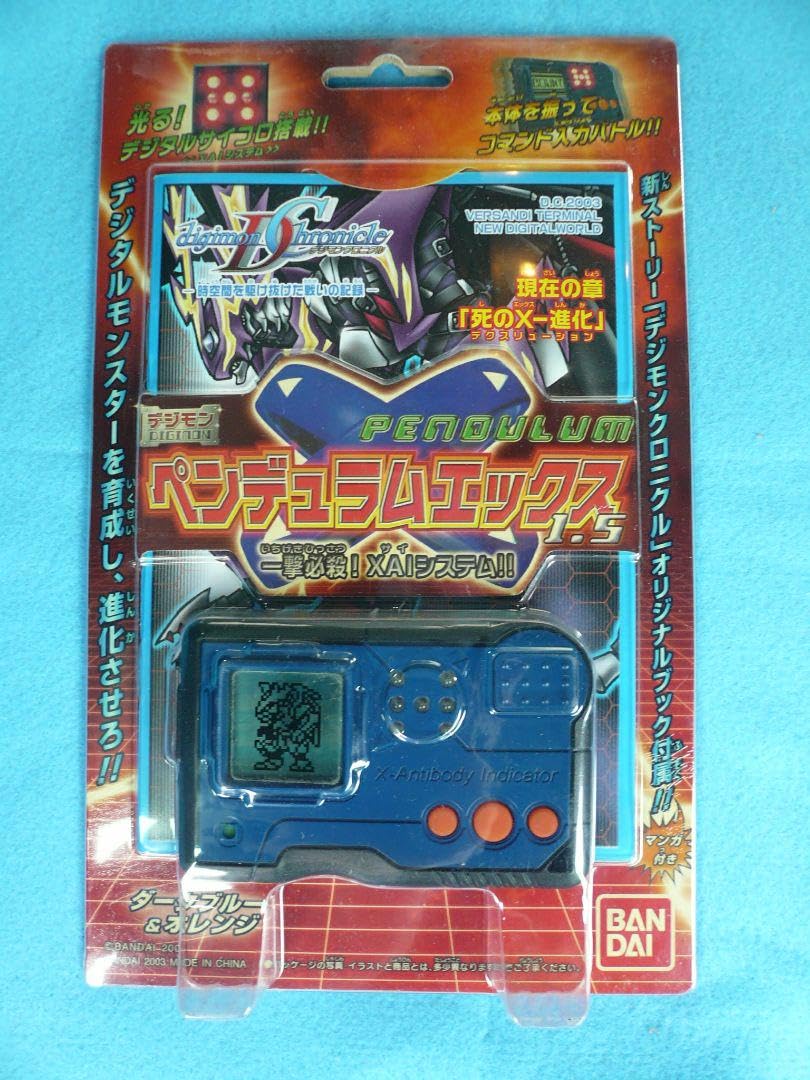 光る!
デジタルサイコロ搭載!!
本体を振って
コマンド入力バトル!!
デジタルモンスターを育成し、進化させろ!!
新ストーリー「デジモンクロニクル」オリジナルブック付属!!
マンガ付き
digimon Chronicle
デジモンクロニクル
―時空間を駆け抜けた戦いの記録―
D.C.2003
VERSANDI TERMINAL
NEW DIGITALWORLD
現在の章
「死のX-進化」
デクスリューション
デジモン
DIGIMON
PENDULUM
ペンデュラムエックス
1.5
一撃必殺! XAIシステム!!
X-Antibody Indicator
ダークブルー
&オレンジ
BAN
DAI
BANDAI 2003 MADE IN CHINA